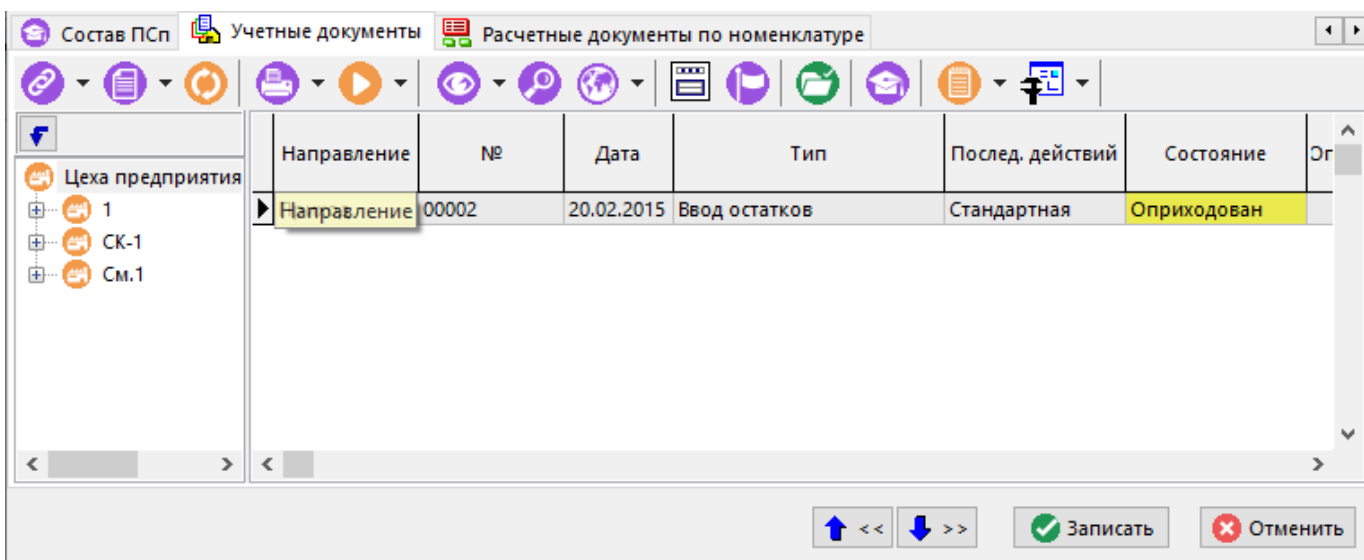 Состав ПСп Учетные документы Расчетные документы по номенклатуре
Направление № Дата Тип Послед. действий Состояние
Цеха предприятия
Направление 00002 20.02.2015 Ввод остатков Стандартная Оприходован
1
СК-1
См.1
<< >> Записать Отменить